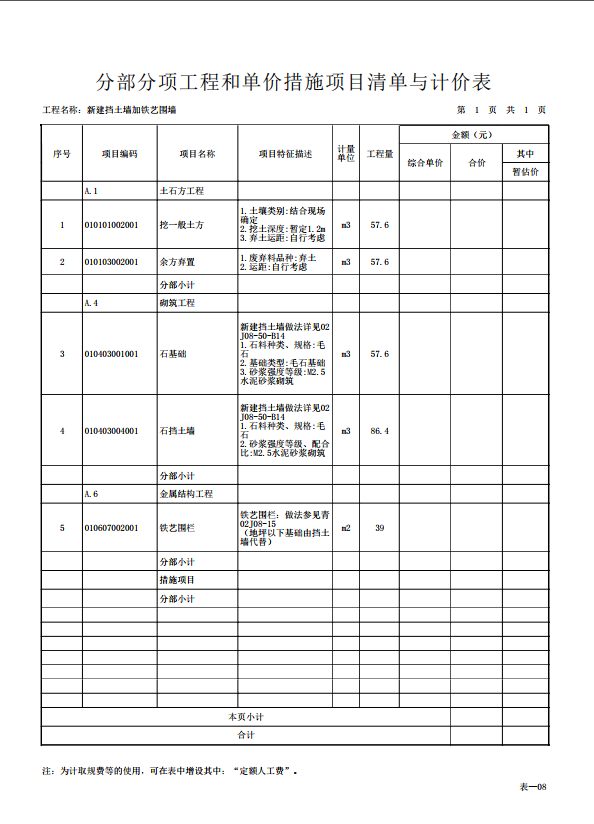 分部分项工程和单价措施项目清单与计价表
工程名称：新建挡土墙加铁艺围墙
第 1 页 共 1 页
序号
项目编码
项目名称
项目特征描述
计量
单位
工程量
金额（元）
综合单价
合价
其中
暂估价
A.1 土石方工程
1 010101002001 挖一般土方
1.土壤类别:结合现场
确定
2.挖土深度:暂定1.2m
3.弃土运距:自行考虑
m3 57.6
2 010103002001 余方弃置
1.废弃料品种:弃土
2.运距:自行考虑
m3 57.6
分部小计
A.4 砌筑工程
3 010403001001 石基础
新建挡土墙做法详见02
J08-50-B14
1.石料种类、规格:毛
石
2.基础类型:毛石基础
3.砂浆强度等级:M2.5
水泥砂浆砌筑
m3 57.6
4 010403004001 石挡土墙
新建挡土墙做法详见02
J08-50-B14
1.石料种类、规格:毛
石
2.砂浆强度等级、配合
比:M2.5水泥砂浆砌筑
m3 86.4
分部小计
A.6 金属结构工程
5 010607002001 铁艺围栏
铁艺围栏：做法参见青
02J08-15
（地坪以下基础由挡土
墙代替）
m2 39
分部小计
措施项目
分部小计
本页小计
合计
注：为计取规费等的使用，可在表中增设其中：“定额人工费”。
表—08